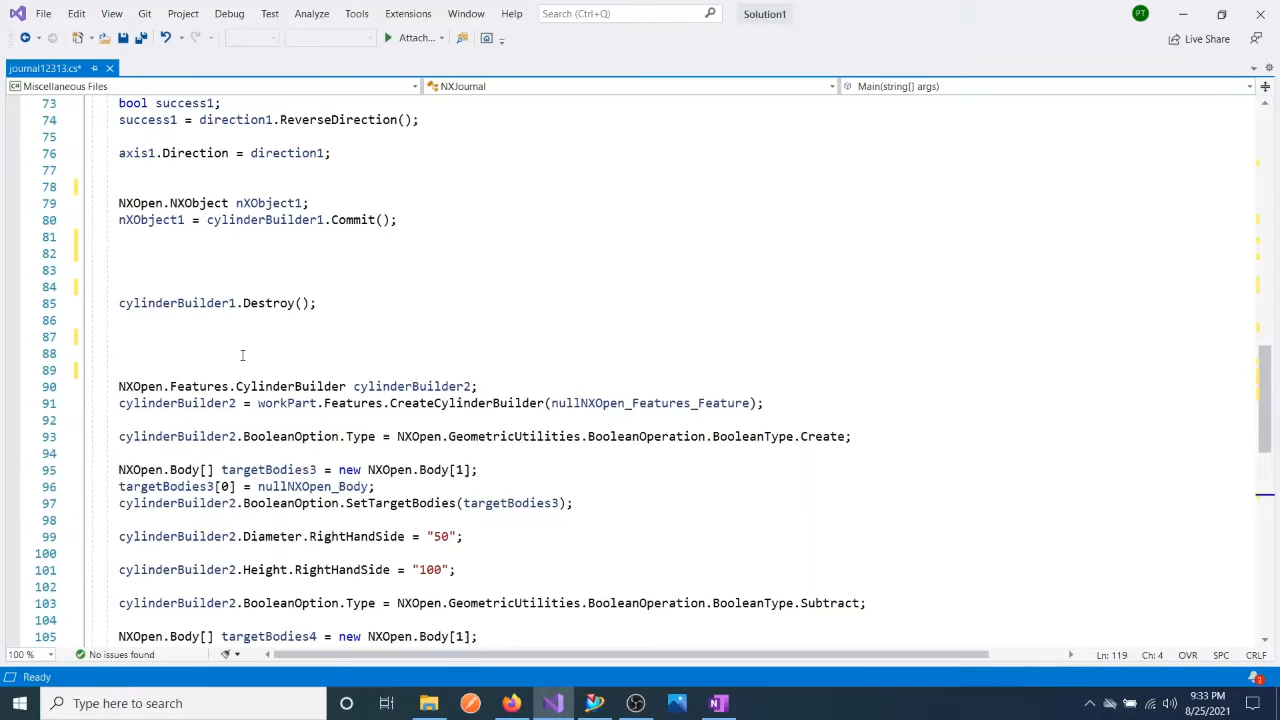 File Edit View Git Project Debug Test Analyze Tools Extensions Window Help Search (Ctrl+Q) Solution1 PT
Attach... Live Share
journal12313.cs*
Miscellaneous Files NXJournal Main(string[] args)
73 bool success1;
74 success1 = direction1.ReverseDirection();
75
76 axis1.Direction = direction1;
77
78
79 NXOpen.NXObject nXObject1;
80 nXObject1 = cylinderBuilder1.Commit();
81
82
83
84
85 cylinderBuilder1.Destroy();
86
87
88
89
90 NXOpen.Features.CylinderBuilder cylinderBuilder2;
91 cylinderBuilder2 = workPart.Features.CreateCylinderBuilder(nullNXOpen_Features_Feature);
92
93 cylinderBuilder2.BooleanOption.Type = NXOpen.GeometricUtilities.BooleanOperation.BooleanType.Create;
94
95 NXOpen.Body[] targetBodies3 = new NXOpen.Body[1];
96 targetBodies3[0] = nullNXOpen_Body;
97 cylinderBuilder2.BooleanOption.SetTargetBodies(targetBodies3);
98
99 cylinderBuilder2.Diameter.RightHandSide = "50";
100
101 cylinderBuilder2.Height.RightHandSide = "100";
102
103 cylinderBuilder2.BooleanOption.Type = NXOpen.GeometricUtilities.BooleanOperation.BooleanType.Subtract;
104
105 NXOpen.Body[] targetBodies4 = new NXOpen.Body[1];
100 % No issues found Ln: 119 Ch: 4 OVR SPC CRLF
Ready 3
Type here to search 9:33 PM
8/25/2021